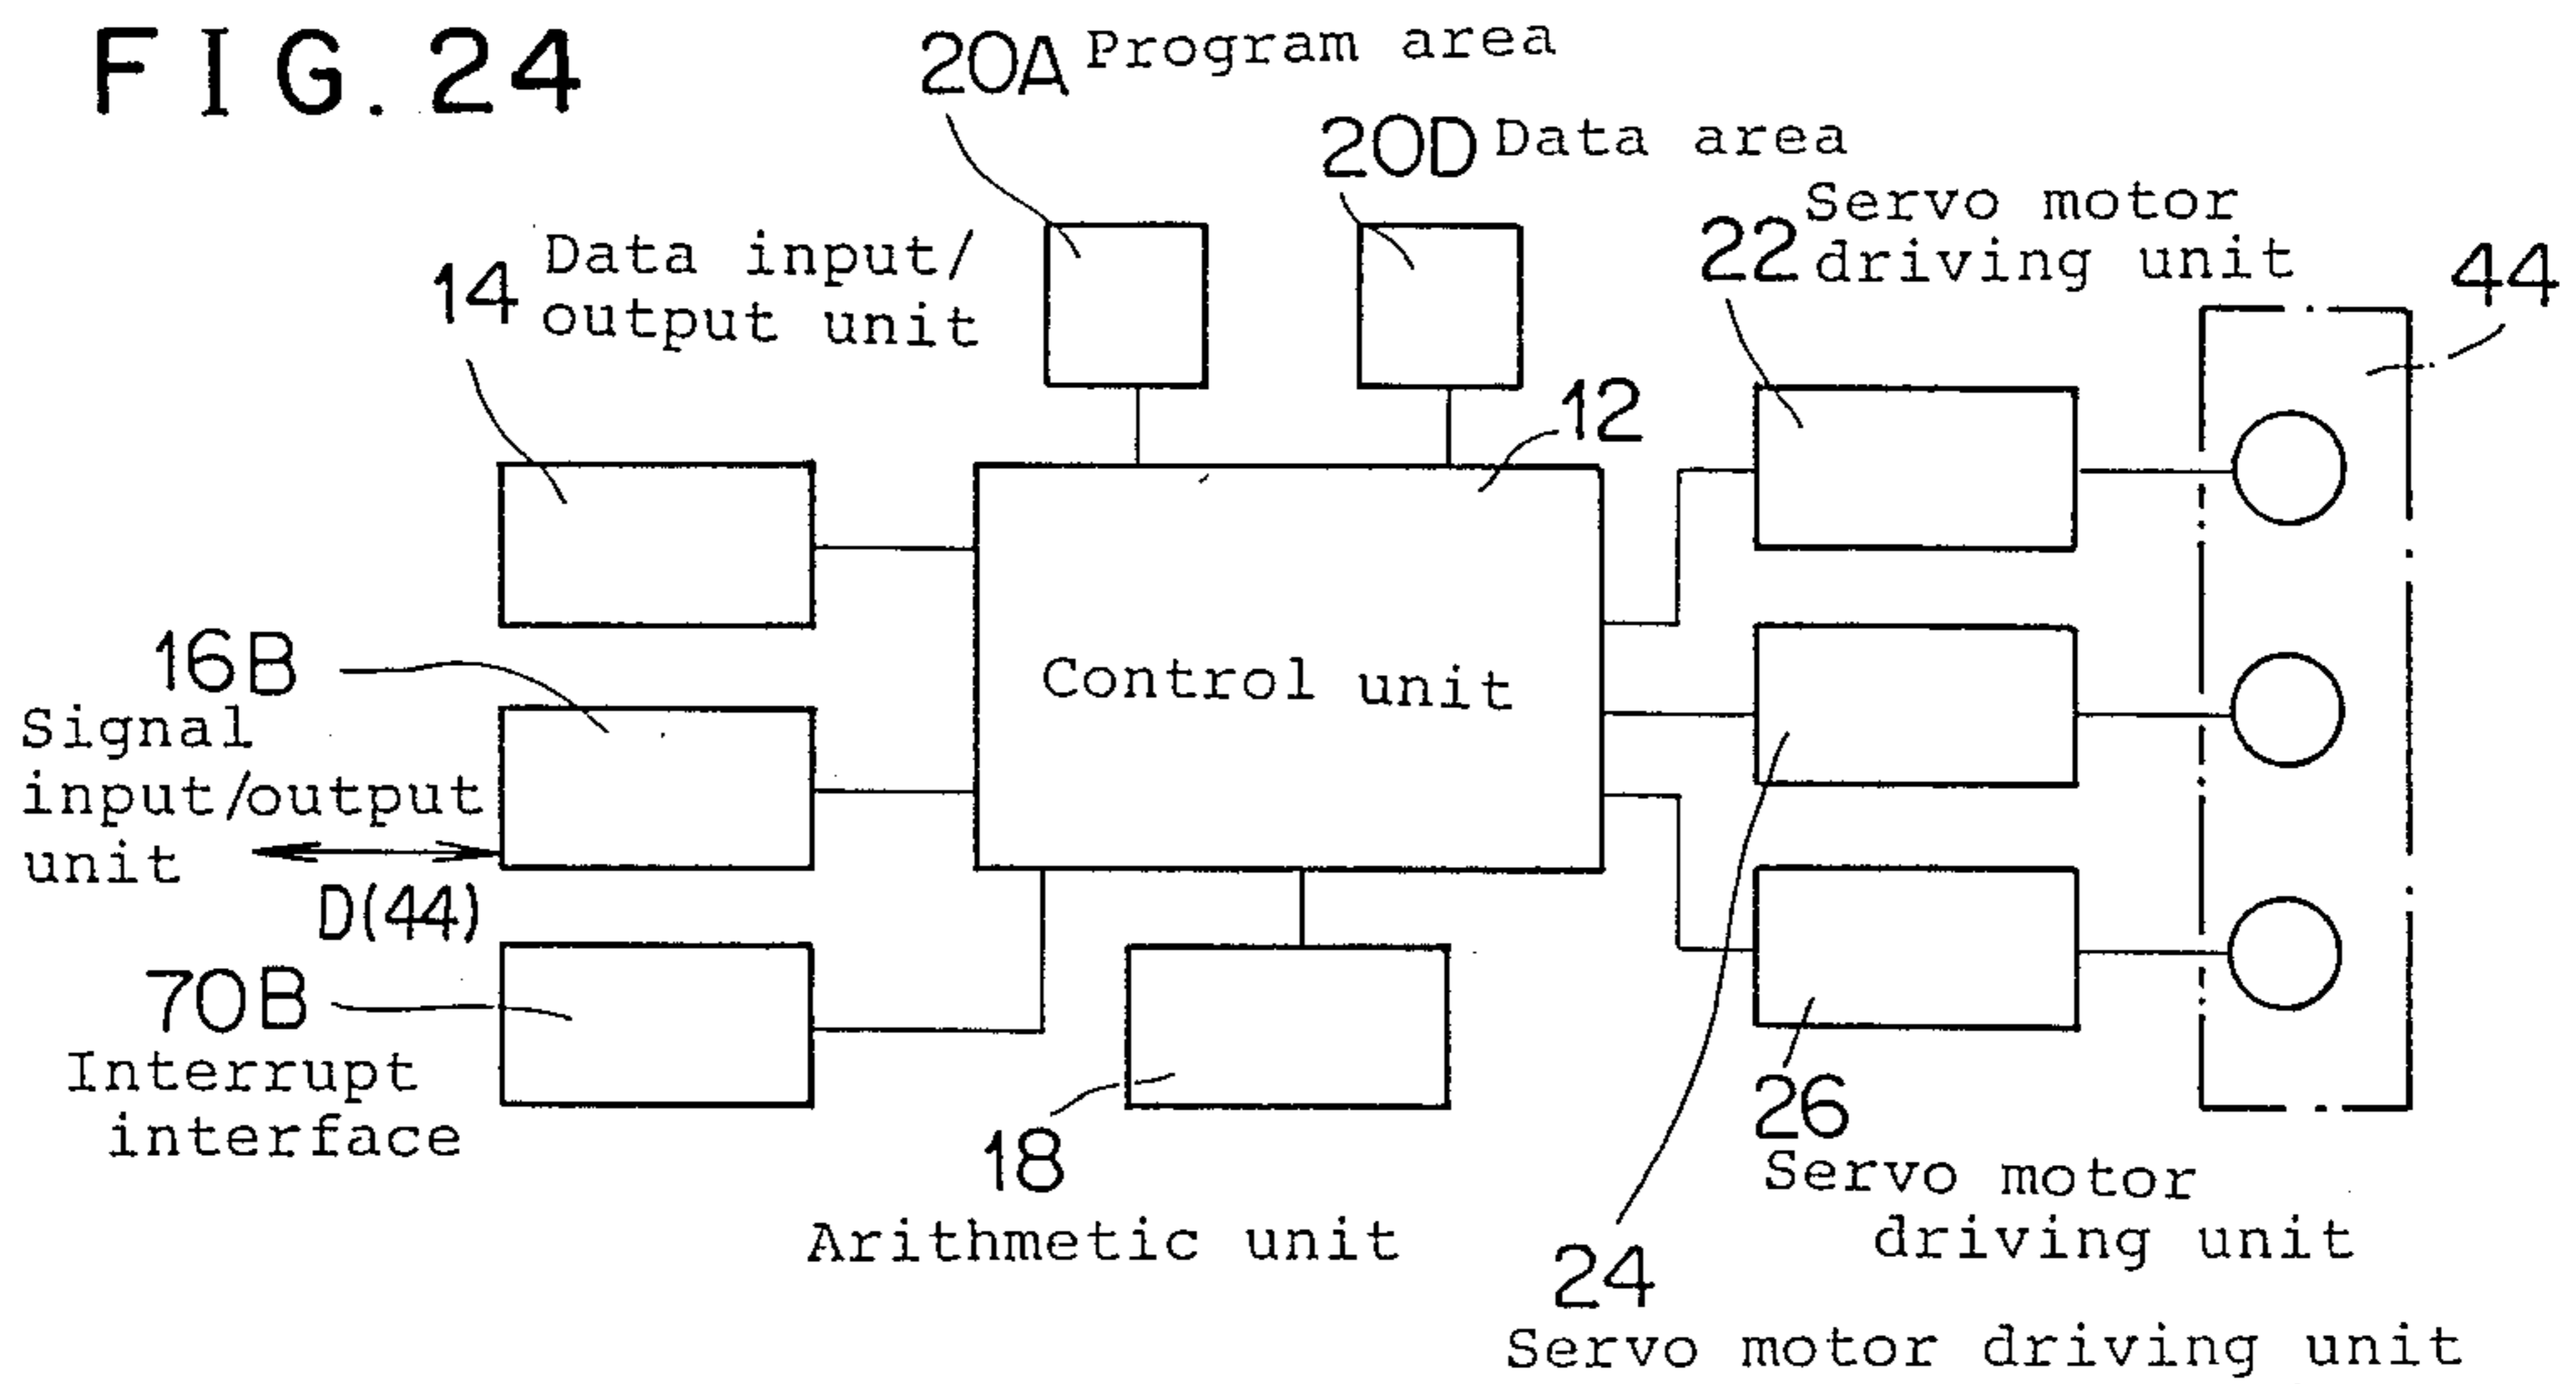 FIG.24
20A Program area
20D Data area
14 Data input/
output unit
22 Servo motor
driving unit
44
12
16B
Signal
input/output
unit
D(44)
Control unit
70B
Interrupt
interface
18
Arithmetic unit
26
Servo motor
driving unit
24
Servo motor driving unit